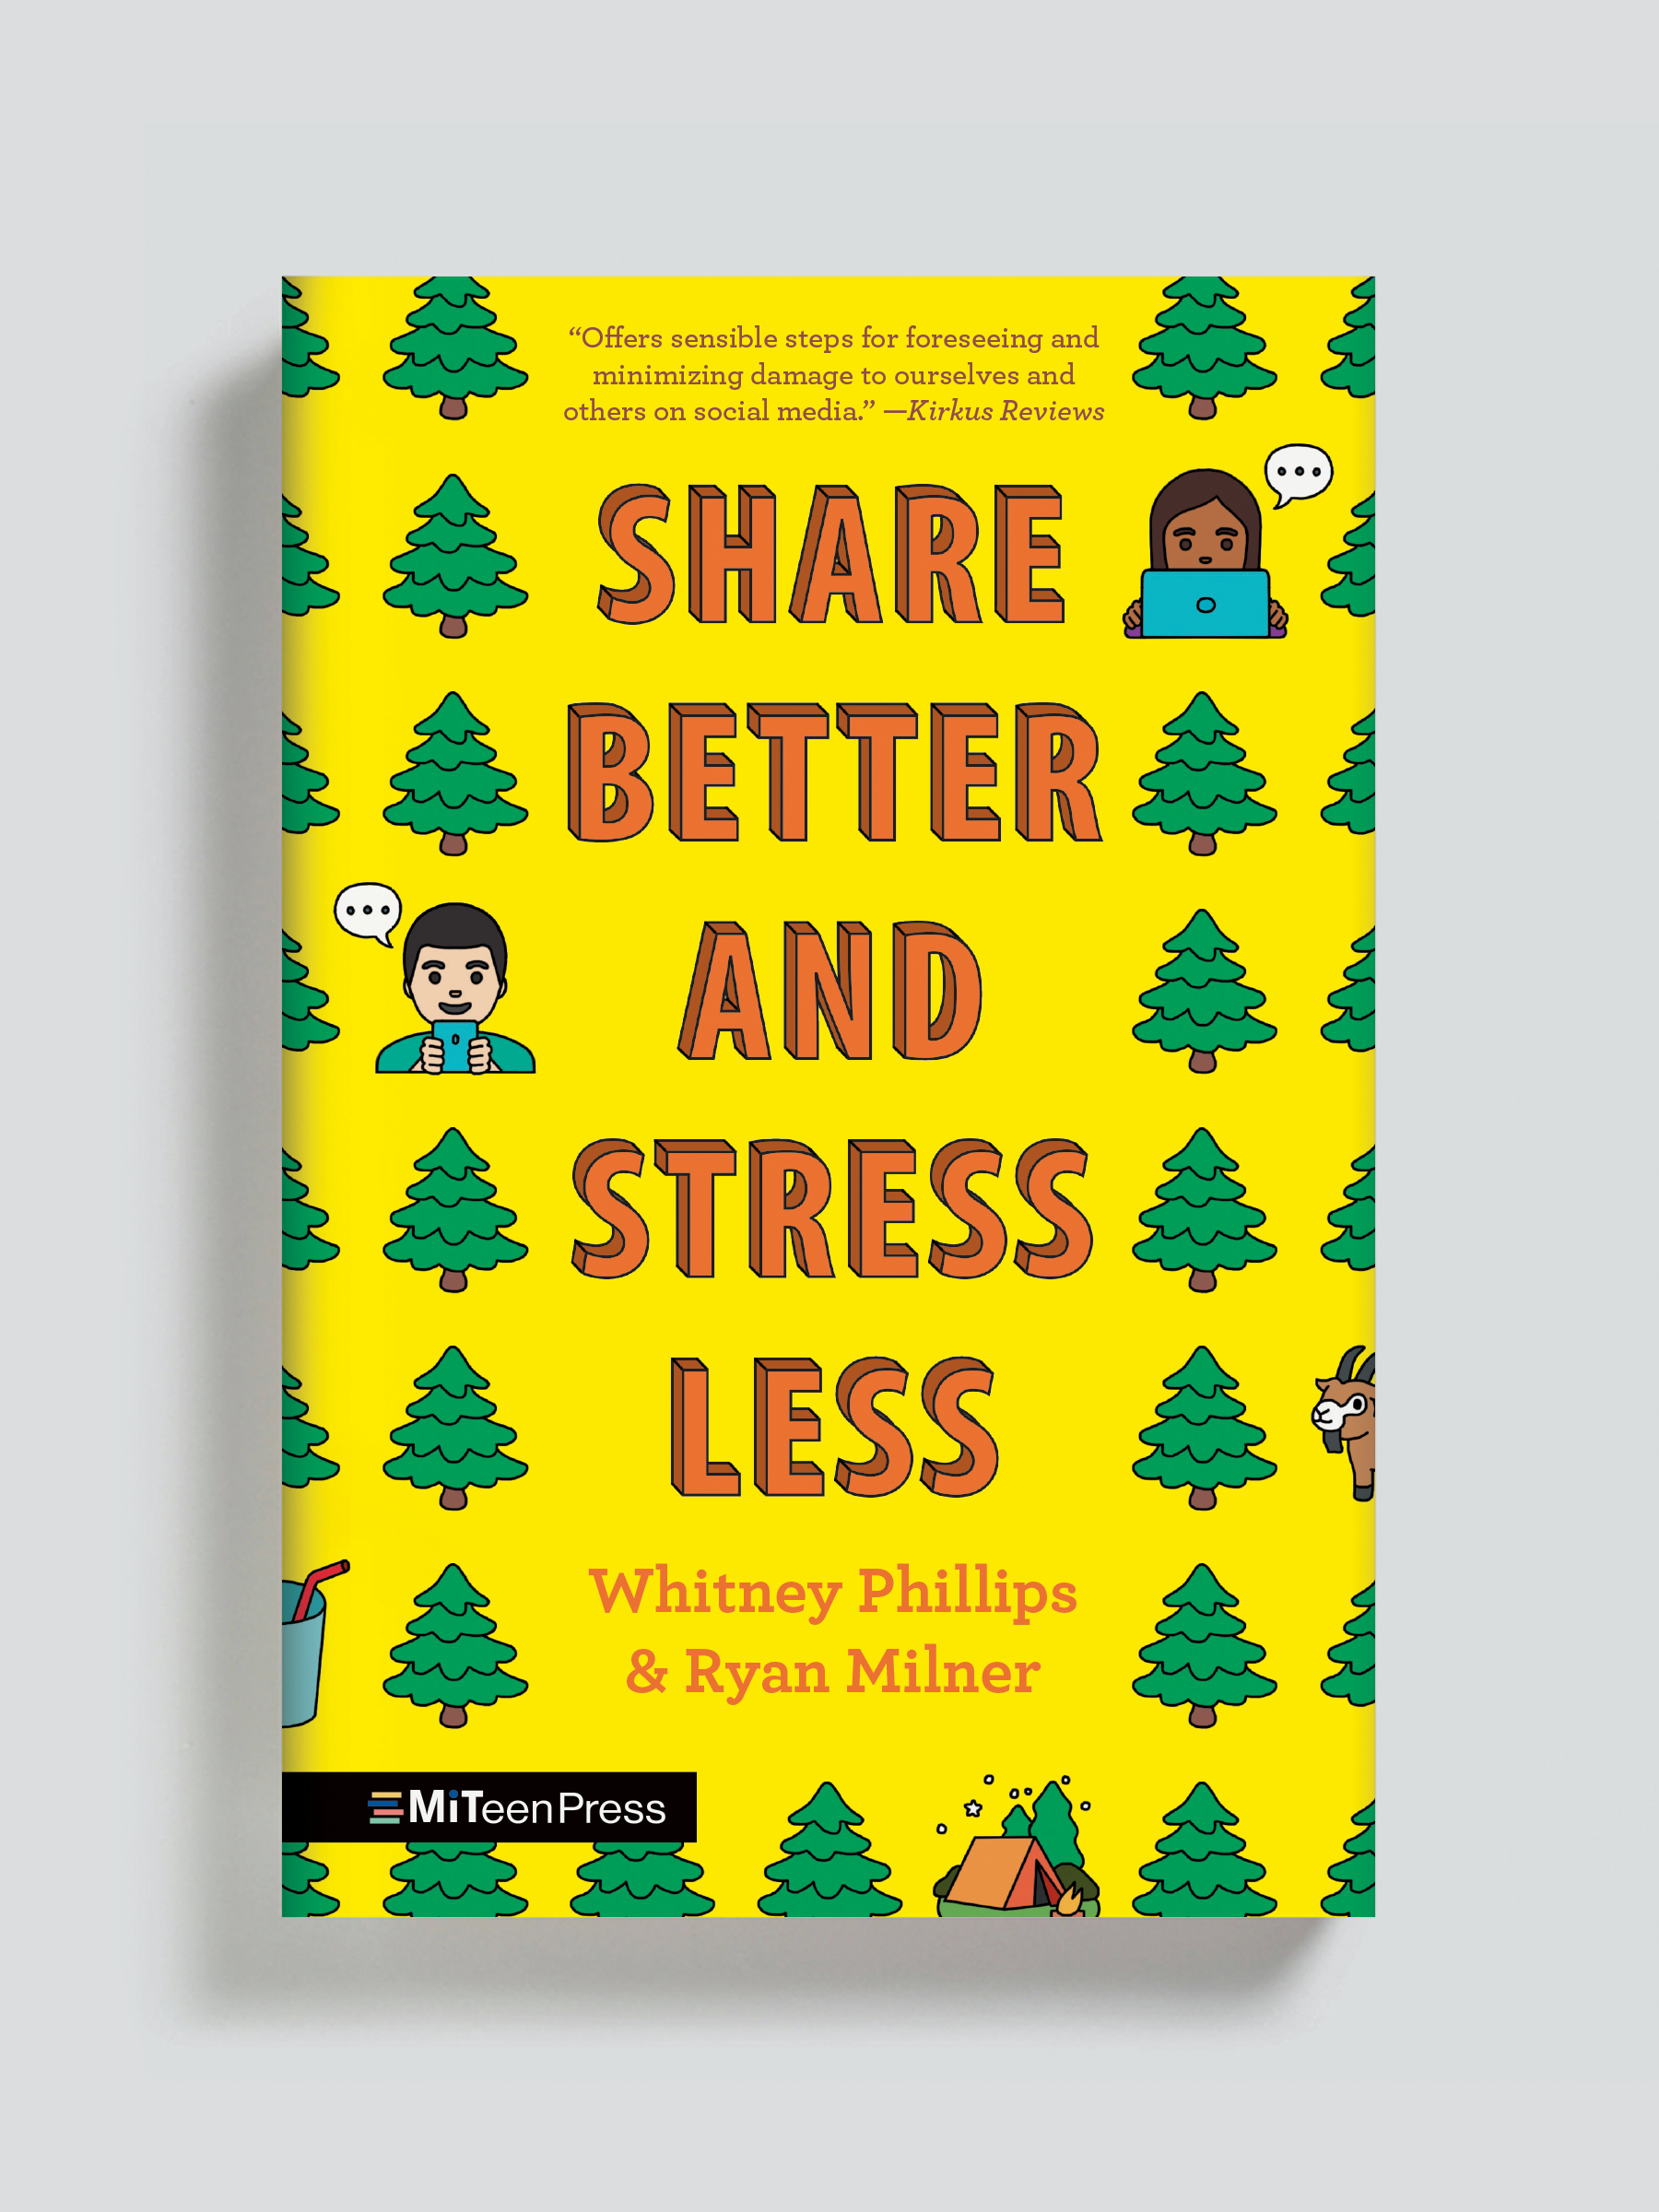 “Offers sensible steps for foreseeing and
minimizing damage to ourselves and
others on social media.” —Kirkus Reviews
SHARE
BETTER
AND
STRESS
LESS
Whitney Phillips
& Ryan Milner
MiTeenPress